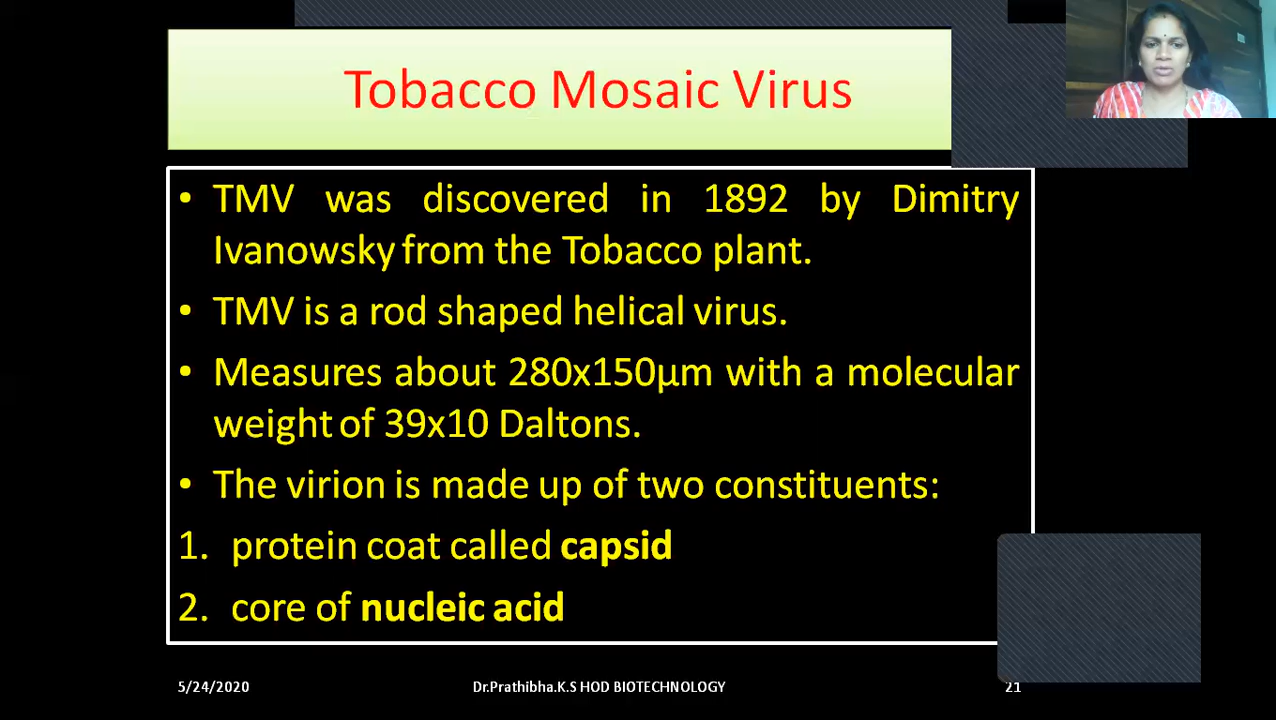 Tobacco Mosaic Virus
• TMV was discovered in 1892 by Dimitry
Ivanowsky from the Tobacco plant.
• TMV is a rod shaped helical virus.
• Measures about 280x150µm with a molecular
weight of 39x10 Daltons.
• The virion is made up of two constituents:
1. protein coat called capsid
2. core of nucleic acid
5/24/2020
Dr.Prathibha.K.S HOD BIOTECHNOLOGY
21